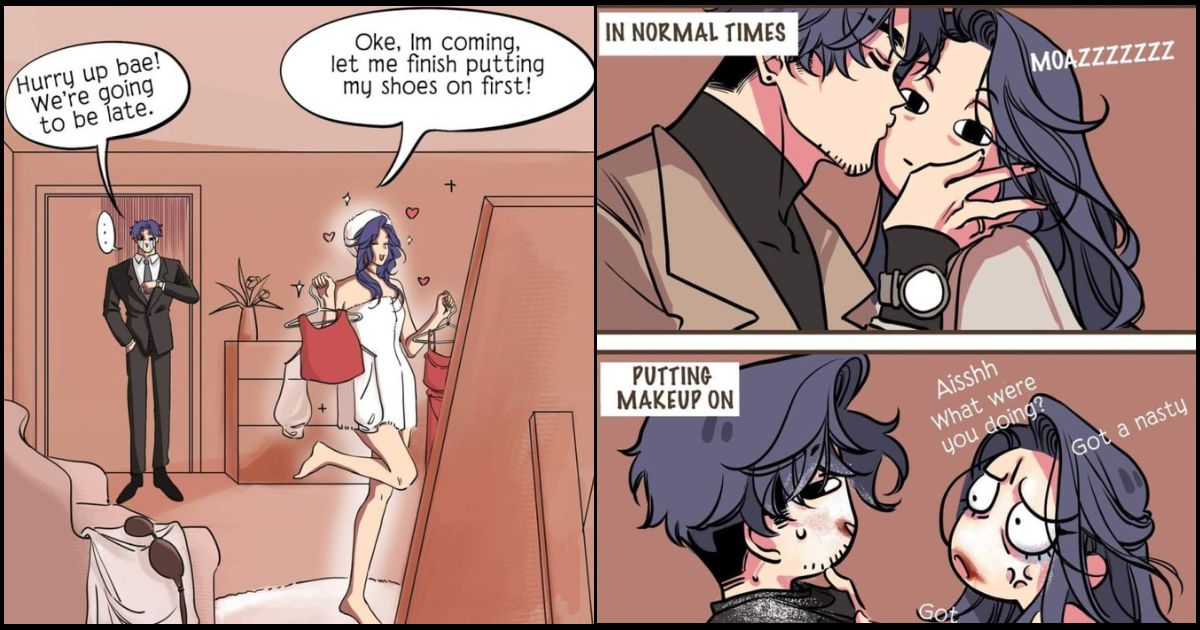 Hurry up bae!
We're going
to be late.
Oke, Im coming,
let me finish putting
my shoes on first!
...
IN NORMAL TIMES
MOAZZZZZZZ
PUTTING
MAKEUP ON
Aisshh
What were
you doing?
Got a nasty
Got